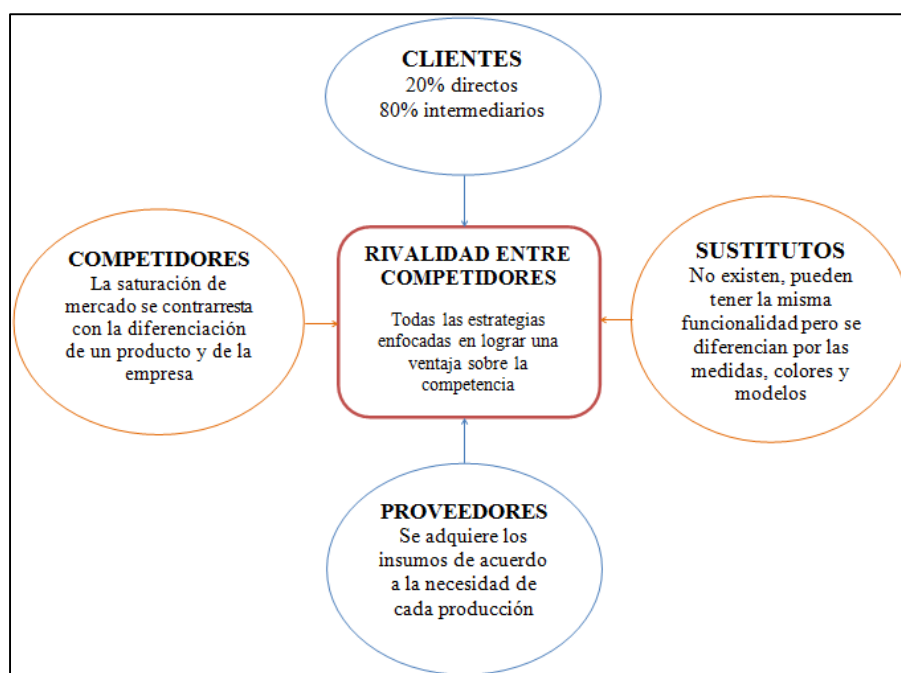 CLIENTES
20% directos
80% intermediarios
COMPETIDORES
La saturación de
mercado se contrarresta
con la diferenciación
de un producto y de la
empresa
RIVALIDAD ENTRE
COMPETIDORES
Todas las estrategias
enfocadas en lograr una
ventaja sobre la
competencia
SUSTITUTOS
No existen, pueden
tener la misma
funcionalidad pero se
diferencian por las
medidas, colores y
modelos
PROVEEDORES
Se adquiere los
insumos de acuerdo
a la necesidad de
cada producción